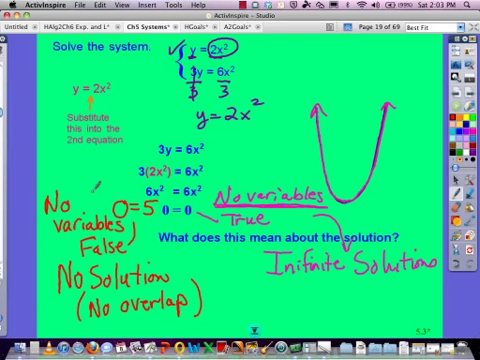 ActivInspire File Edit View Insert Tools Help
Sat 2:03 PM
ActivInspire – Studio
Untitled
HAlg2Ch6 Exp. and L*
Ch5 Systems*
HGoals*
A2Goals*
Page 19 of 69
Best Fit
Solve the system.
y = 2x²
3y = 6x²
3 3
y = 2x²
y = 2x²
Substitute
this into the
2nd equation
3y = 6x²
3(2x²) = 6x²
6x² = 6x²
0 = 0
No variables
True
What does this mean about the solution?
Inifinite Solutions
No
variables
0=5
False
No Solution
(No overlap)
5.3*